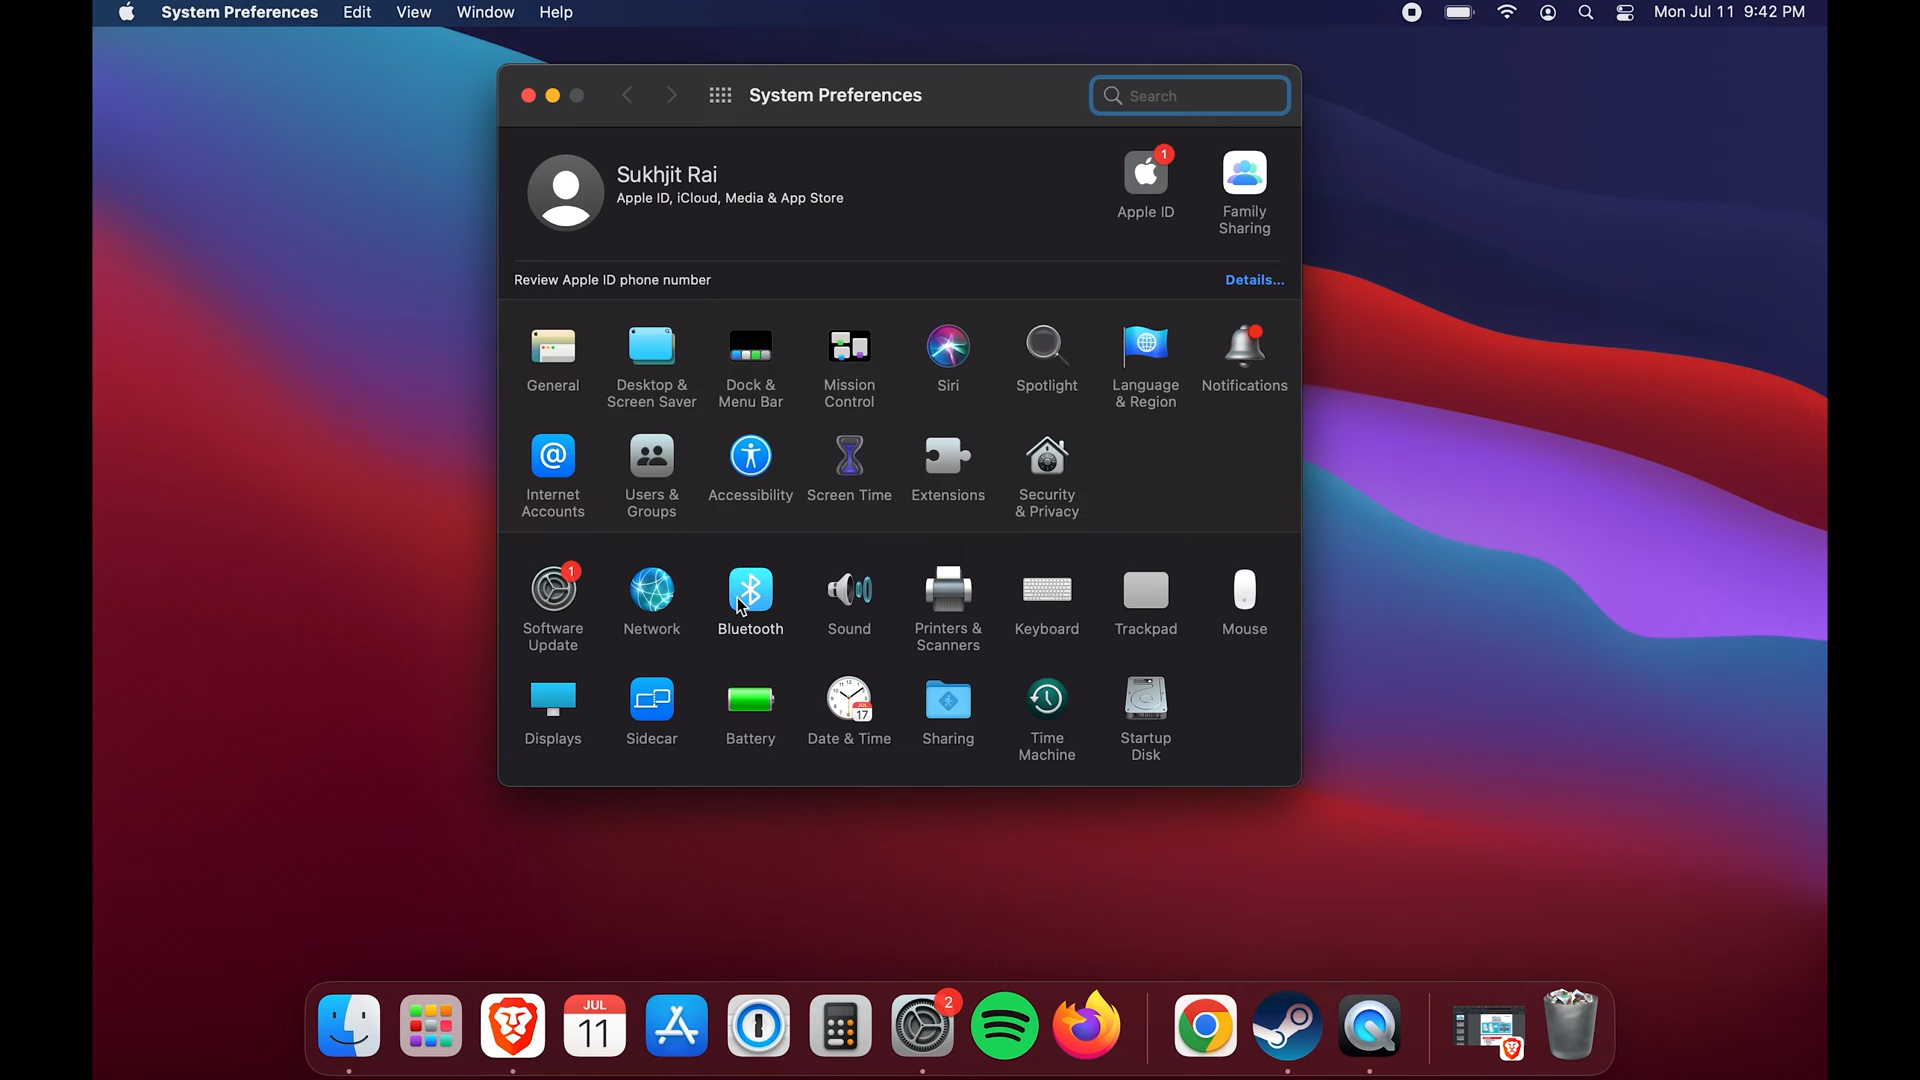 System Preferences Edit View Window Help
Mon Jul 11 9:42 PM
System Preferences
Search
Sukhjit Rai
Apple ID, iCloud, Media & App Store
1
Apple ID
Family
Sharing
Review Apple ID phone number
Details...
General
Desktop &
Screen Saver
Dock &
Menu Bar
Mission
Control
Siri
Spotlight
Language
& Region
Notifications
@
Internet
Accounts
Users &
Groups
Accessibility
Screen Time
Extensions
Security
& Privacy
1
Software
Update
Network
Bluetooth
Sound
Printers &
Scanners
Keyboard
Trackpad
Mouse
Displays
Sidecar
Battery
JUL
17
Date & Time
Sharing
Time
Machine
Startup
Disk
JUL
11
2